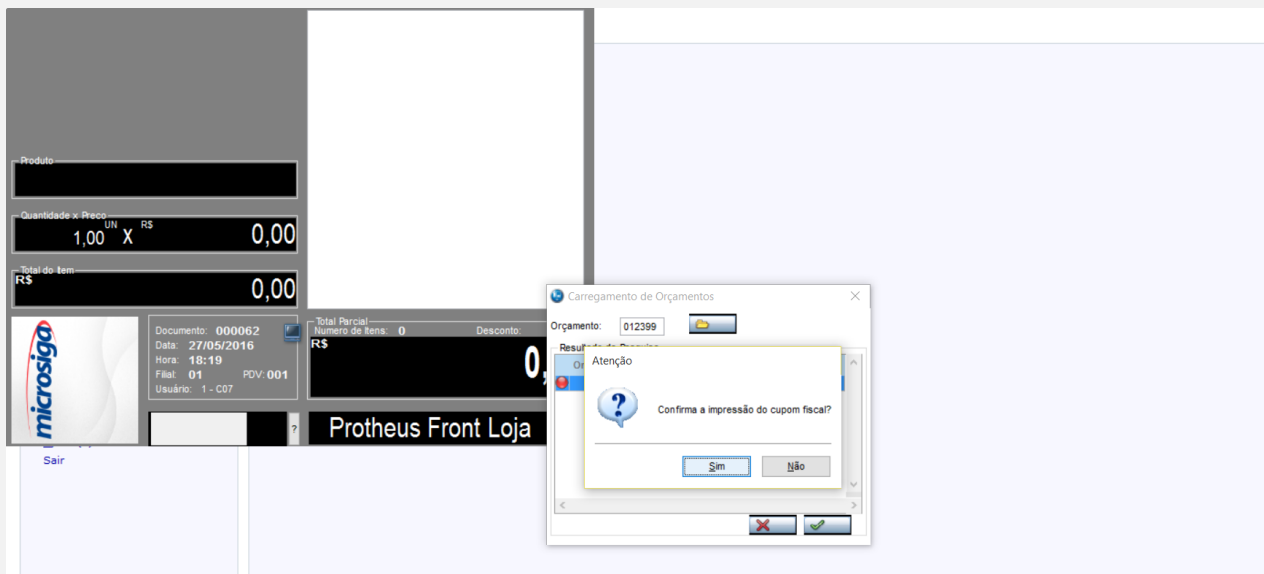 Produto
Quantidade x Preco
1,00 UN X R$ 0,00
Total do Item
R$ 0,00
microsiga
Documento: 000062
Data: 27/05/2016
Hora: 18:19
Filial: 01 PDV: 001
Usuário: 1 - C07
?
Total Parcial
Numero de Itens: 0 Desconto:
R$ 0,
Protheus Front Loja
Sair
Carregamento de Orçamentos
Orçamento: 012399
Atenção
Confirma a impressão do cupom fiscal?
Sim Não